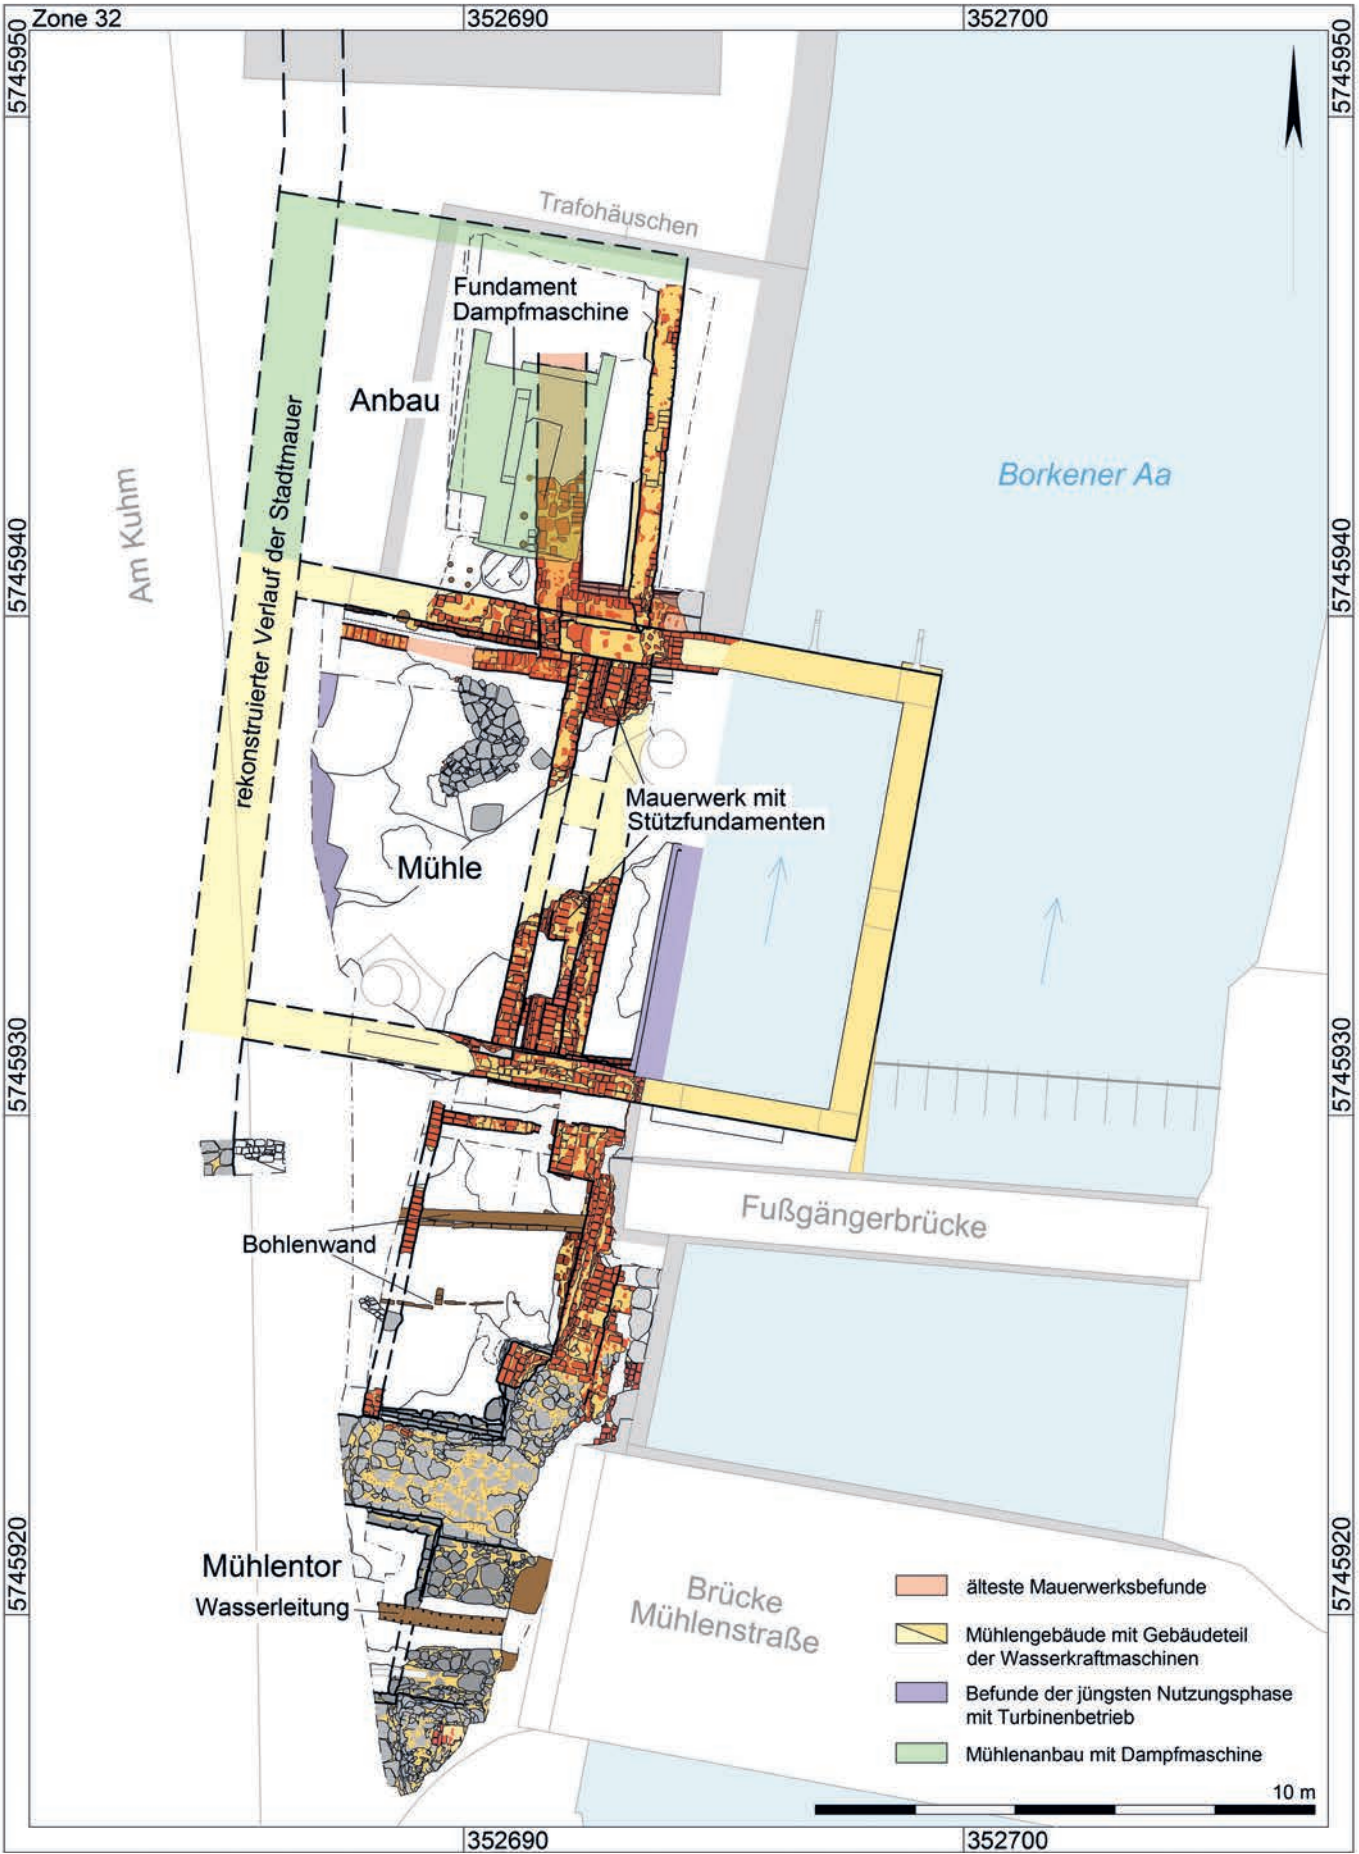 Zone 32
352690
352700
5745950
5745950
Trafohäuschen
Fundament
Dampfmaschine
Anbau
rekonstruierter Verlauf der Stadtmauer
Am Kuhm
Borkener Aa
5745940
5745940
Mauerwerk mit
Stützfundamenten
Mühle
5745930
5745930
Fußgängerbrücke
Bohlenwand
5745920
5745920
Mühlentor
Wasserleitung
Brücke
Mühlenstraße
älteste Mauerwerksbefunde
Mühlengebäude mit Gebäudeteil
der Wasserkraftmaschinen
Befunde der jüngsten Nutzungsphase
mit Turbinenbetrieb
Mühlenanbau mit Dampfmaschine
10 m
352690
352700